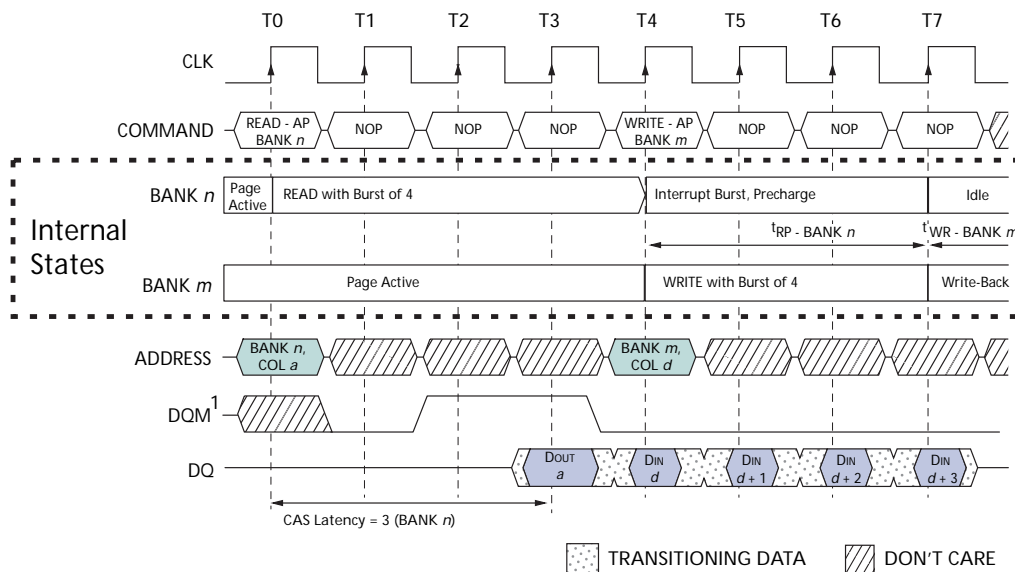 T0 T1 T2 T3 T4 T5 T6 T7
CLK
COMMAND READ - AP NOP NOP NOP WRITE - AP NOP NOP NOP
BANK n BANK m
BANK n Page Active READ with Burst of 4 Interrupt Burst, Precharge Idle
Internal States
tRP - BANK n tWR - BANK m
BANK m Page Active WRITE with Burst of 4 Write-Back
ADDRESS BANK n, COL a BANK m, COL d
DQM1
DQ DOUT a DIN d DIN d + 1 DIN d + 2 DIN d + 3
CAS Latency = 3 (BANK n)
TRANSITIONING DATA DON'T CARE